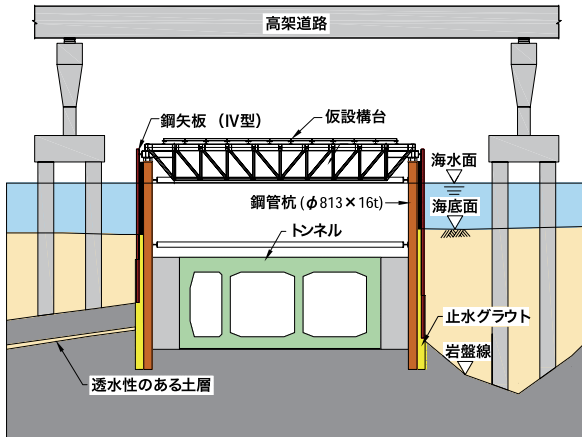 高架道路
鋼矢板 (Ⅳ型)
仮設構台
海水面
鋼管杭 (φ813×16t)
海底面
トンネル
止水グラウト
岩盤線
透水性のある土層